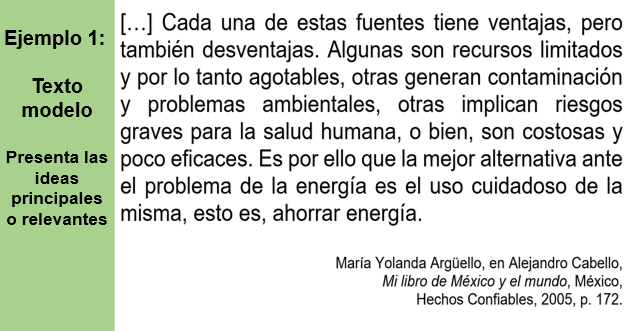 Ejemplo 1:
Texto
modelo
Presenta las
ideas
principales
o relevantes
[…] Cada una de estas fuentes tiene ventajas, pero
también desventajas. Algunas son recursos limitados
y por lo tanto agotables, otras generan contaminación
y problemas ambientales, otras implican riesgos
graves para la salud humana, o bien, son costosas y
poco eficaces. Es por ello que la mejor alternativa ante
el problema de la energía es el uso cuidadoso de la
misma, esto es, ahorrar energía.
María Yolanda Argüello, en Alejandro Cabello,
Mi libro de México y el mundo, México,
Hechos Confiables, 2005, p. 172.